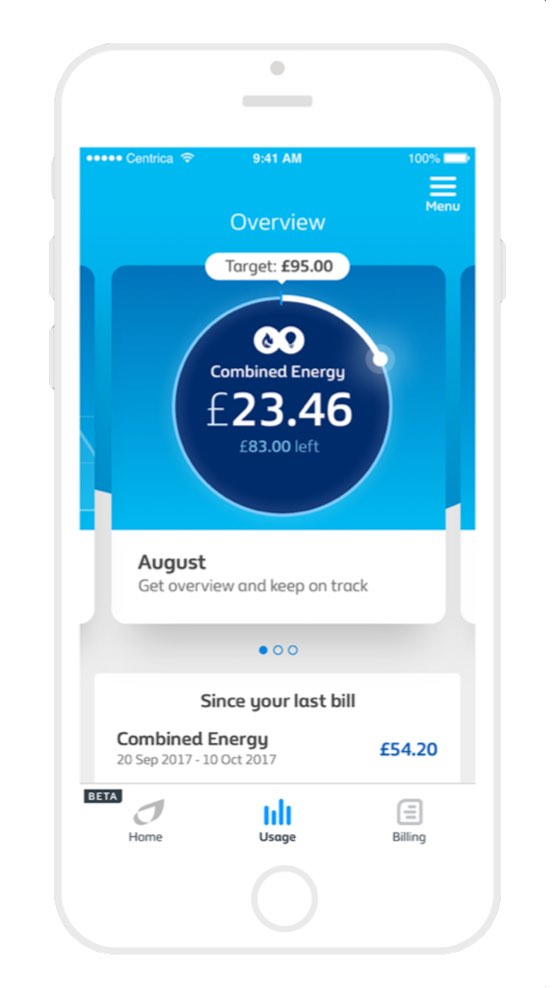 Centrica
9:41 AM
100%
Menu
Overview
Target: £95.00
Combined Energy
£23.46
£83.00 left
August
Get overview and keep on track
Since your last bill
Combined Energy
£54.20
20 Sep 2017 - 10 Oct 2017
BETA
Home
Usage
Billing